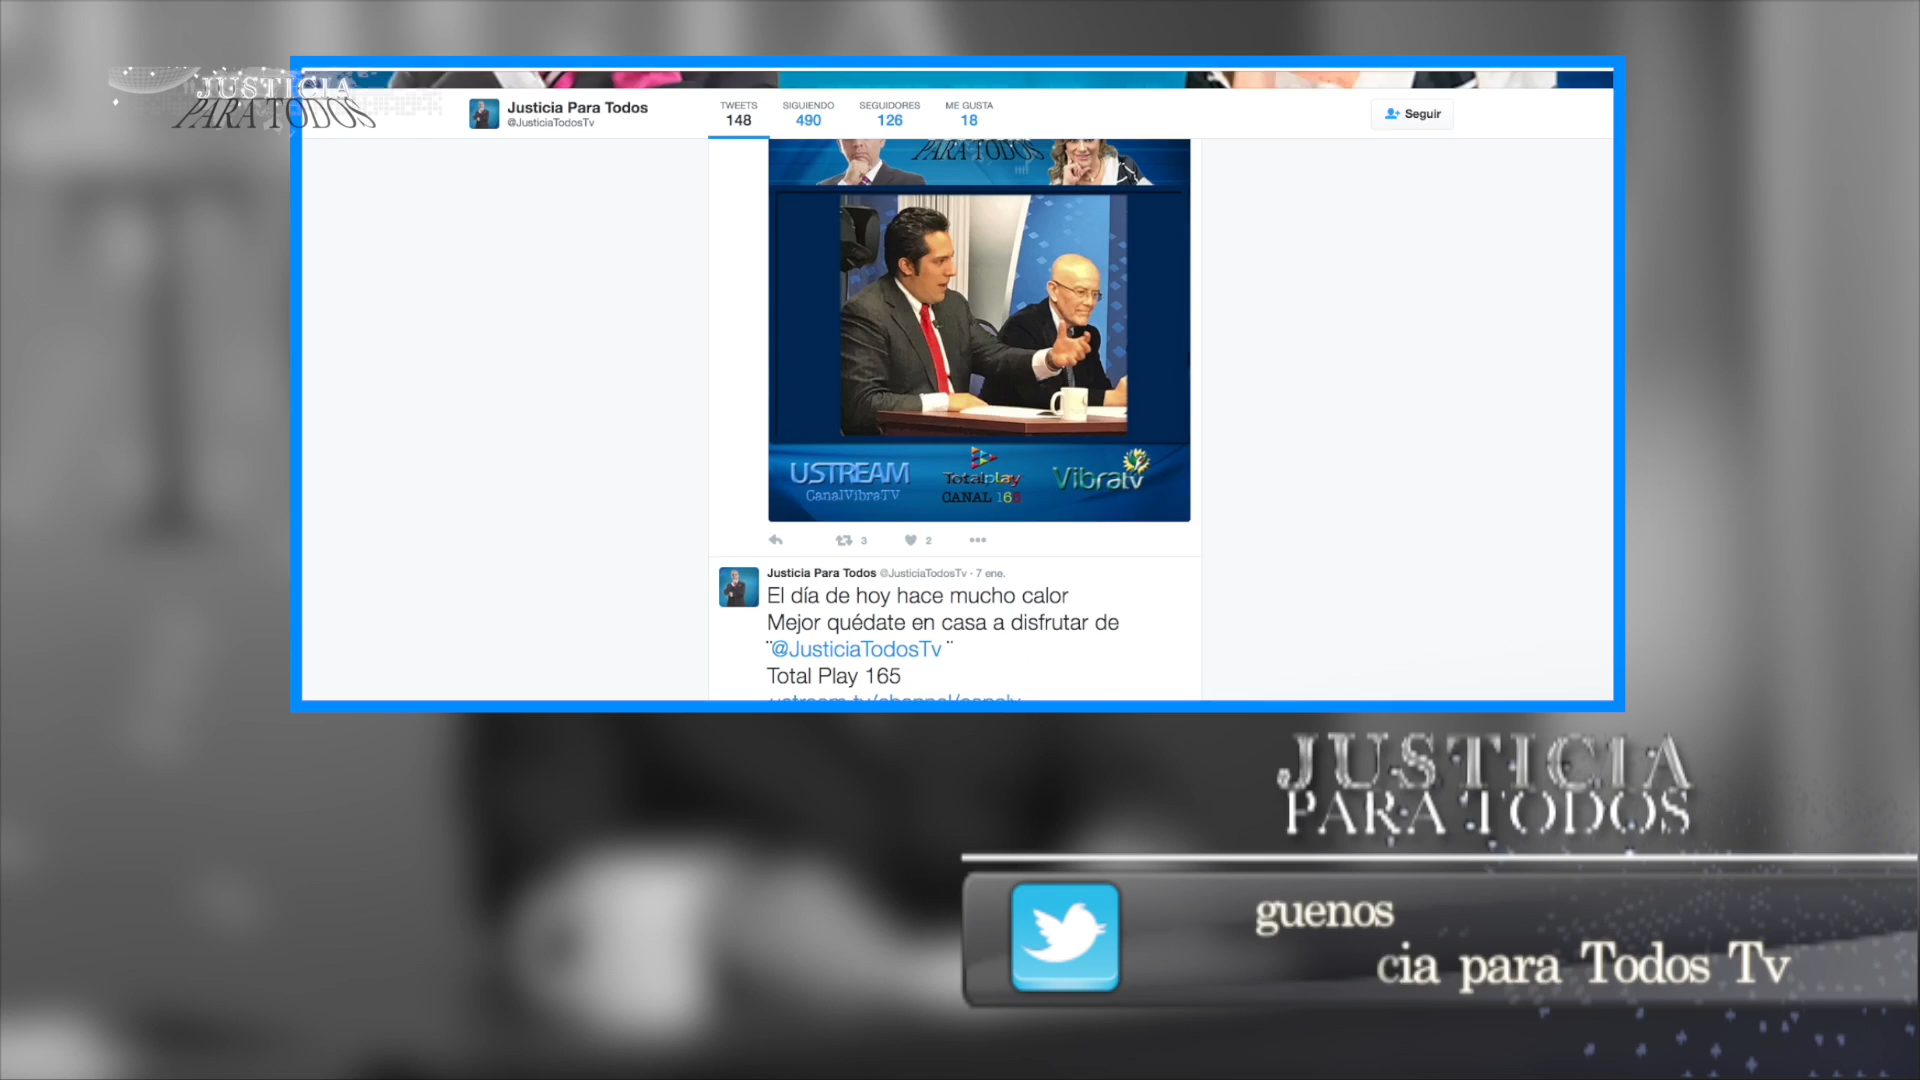 JUSTICIA
PARA TODOS
Justicia Para Todos
@JusticiaTodosTv
TWEETS
148
SIGUIENDO
490
SEGUIDORES
126
ME GUSTA
18
Seguir
PARA TODOS
USTREAM
CanalVibraTV
Totalplay
CANAL 165
Vibratv
3
2
Justicia Para Todos @JusticiaTodosTv · 7 ene.
El día de hoy hace mucho calor
Mejor quédate en casa a disfrutar de
¨@JusticiaTodosTv¨
Total Play 165
JUSTICIA
PARA TODOS
guenos
cia para Todos Tv